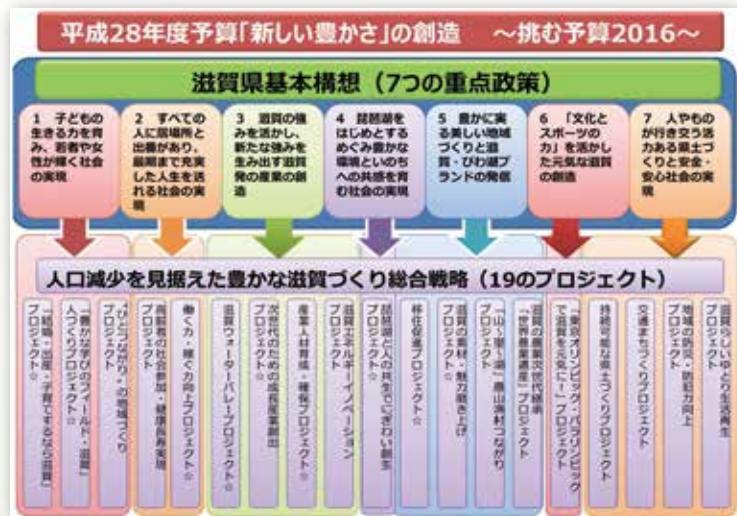 平成28年度予算「新しい豊かさ」の創造　～挑む予算2016～
滋賀県基本構想（7つの重点政策）
1　子どもの
生きる力を育
み、若者や女
性が輝く社会
の実現
2　すべての
人に居場所と
出番があり、
最期まで充実
した人生を送
れる社会の実
現
3　滋賀の強
みを活かし、
新たな強みを
生み出す滋賀
発の産業の創
造
4　琵琶湖を
はじめとする
めぐみ豊かな
環境といのち
への共感を育
む社会の実現
5　豊かに実
る美しい地域
づくりと滋
賀・びわ湖ブ
ランドの発信
6　「文化と
スポーツの
力」を活かし
た元気な滋賀
の創造
7　人やもの
が行き交う活
力ある県土づ
くりと安全・
安心社会の実
現
人口減少を見据えた豊かな滋賀づくり総合戦略（19のプロジェクト）
「結婚・出産・子育てするなら滋賀」
プロジェクト☆
「豊かな学びのフィールド・滋賀」
人づくりプロジェクト☆
“ひとつながり”の地域づくり
プロジェクト
高齢者の社会参加・健康長寿実現
プロジェクト☆
働く力・稼ぐ力向上プロジェクト☆
滋賀ウォーターバレープロジェクト☆
次世代のための成長産業創出
プロジェクト☆
産業人材育成・確保プロジェクト☆
滋賀エネルギーイノベーション
プロジェクト☆
琵琶湖と人の共生でにぎわい創生
プロジェクト☆
移住促進プロジェクト☆
滋賀の素材・魅力磨き上げ
プロジェクト☆
「山～里～湖」農山漁村つながり
プロジェクト☆
滋賀の農業次世代継承
「世界農業遺産」プロジェクト
「東京オリンピック・パラリンピック
で滋賀を元気に！」プロジェクト☆
持続可能な県土づくりプロジェクト
交通まちづくりプロジェクト
地域の防災・防犯力向上
プロジェクト
滋賀らしいゆとり生活再生
プロジェクト